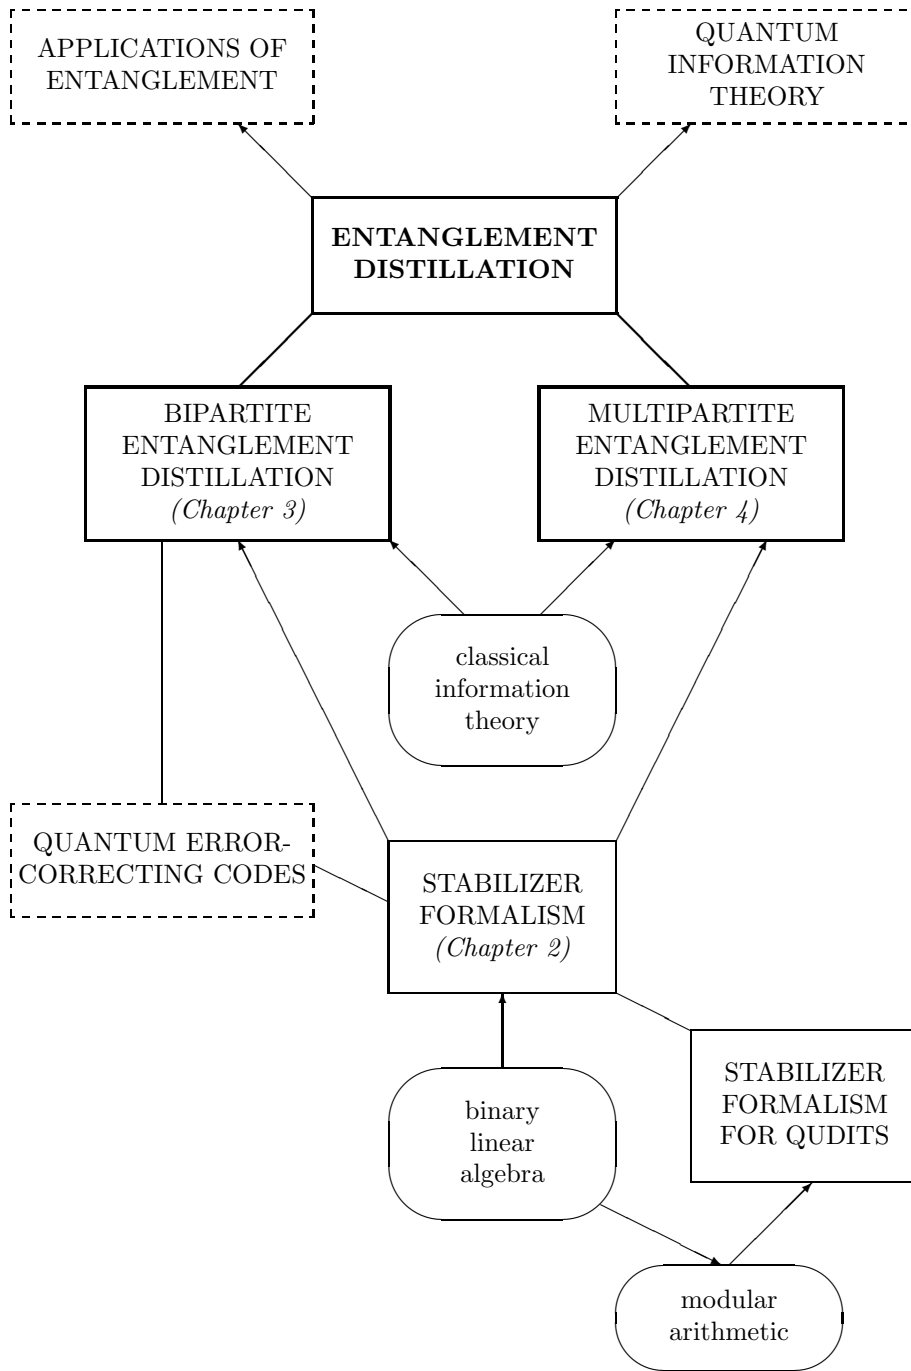 APPLICATIONS OF
ENTANGLEMENT
QUANTUM
INFORMATION
THEORY
ENTANGLEMENT
DISTILLATION
BIPARTITE
ENTANGLEMENT
DISTILLATION
(Chapter 3)
MULTIPARTITE
ENTANGLEMENT
DISTILLATION
(Chapter 4)
classical
information
theory
QUANTUM ERROR-
CORRECTING CODES
STABILIZER
FORMALISM
(Chapter 2)
STABILIZER
FORMALISM
FOR QUDITS
binary
linear
algebra
modular
arithmetic